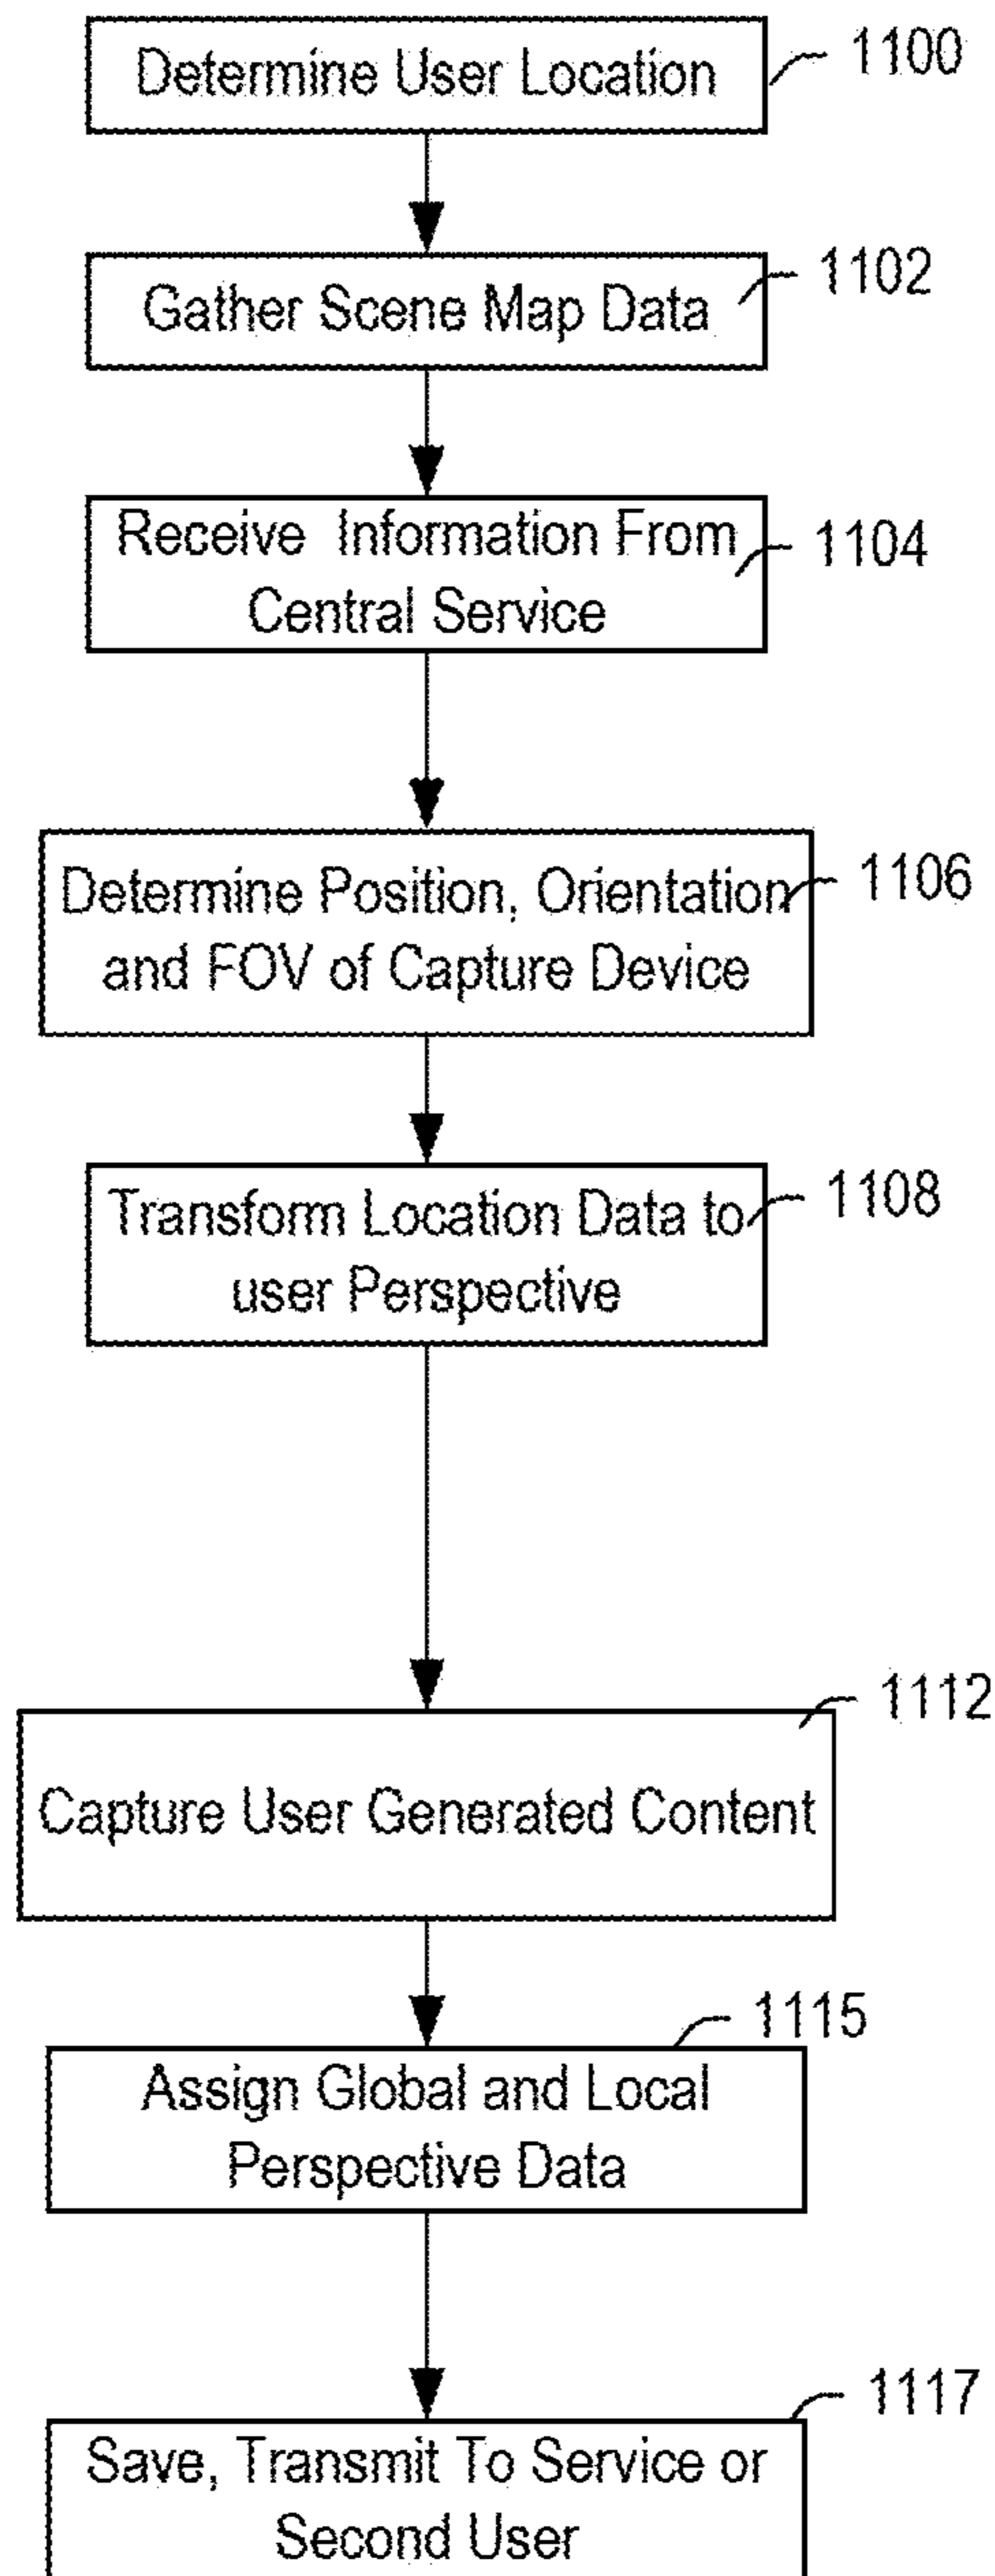 Determine User Location
1100
Gather Scene Map Data
1102
Receive Information From
Central Service
1104
Determine Position, Orientation
and FOV of Capture Device
1106
Transform Location Data to
user Perspective
1108
1112
Capture User Generated Content
1115
Assign Global and Local
Perspective Data
1117
Save, Transmit To Service or
Second User